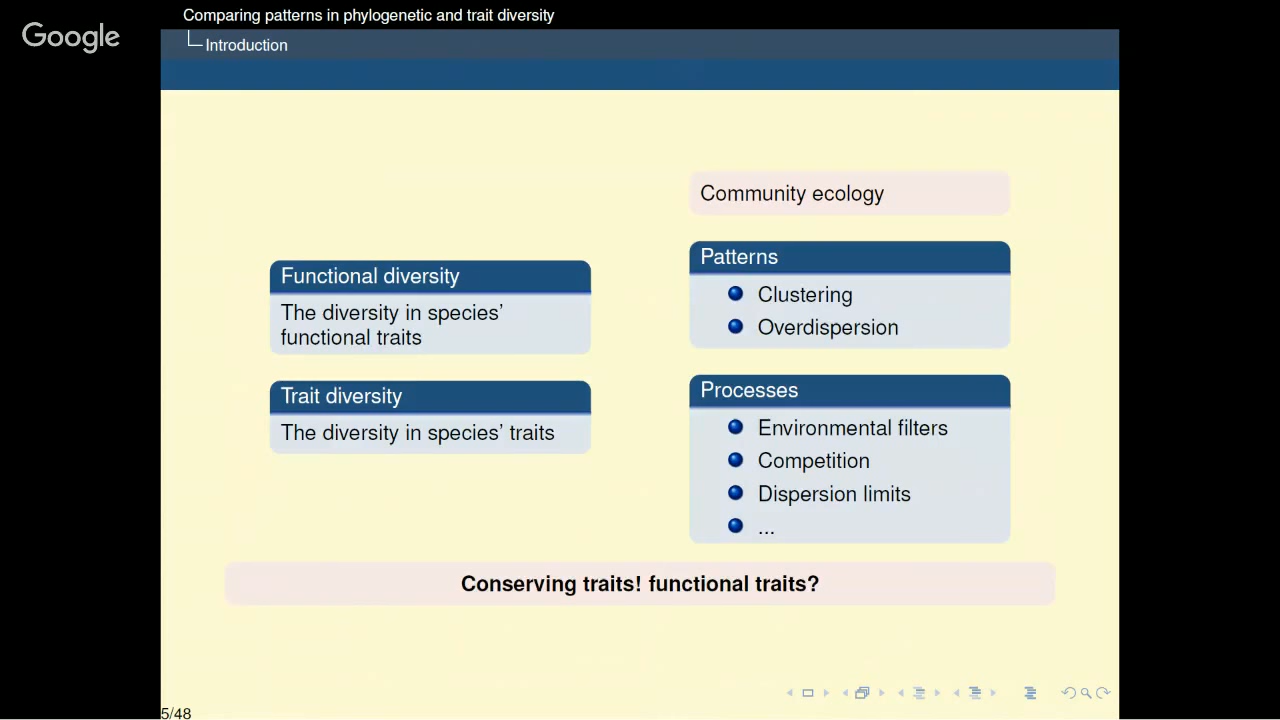 Google
Comparing patterns in phylogenetic and trait diversity
Introduction
Functional diversity
The diversity in species’
functional traits
Trait diversity
The diversity in species’ traits
Community ecology
Patterns
Clustering
Overdispersion
Processes
Environmental filters
Competition
Dispersion limits
...
Conserving traits! functional traits?
5/48